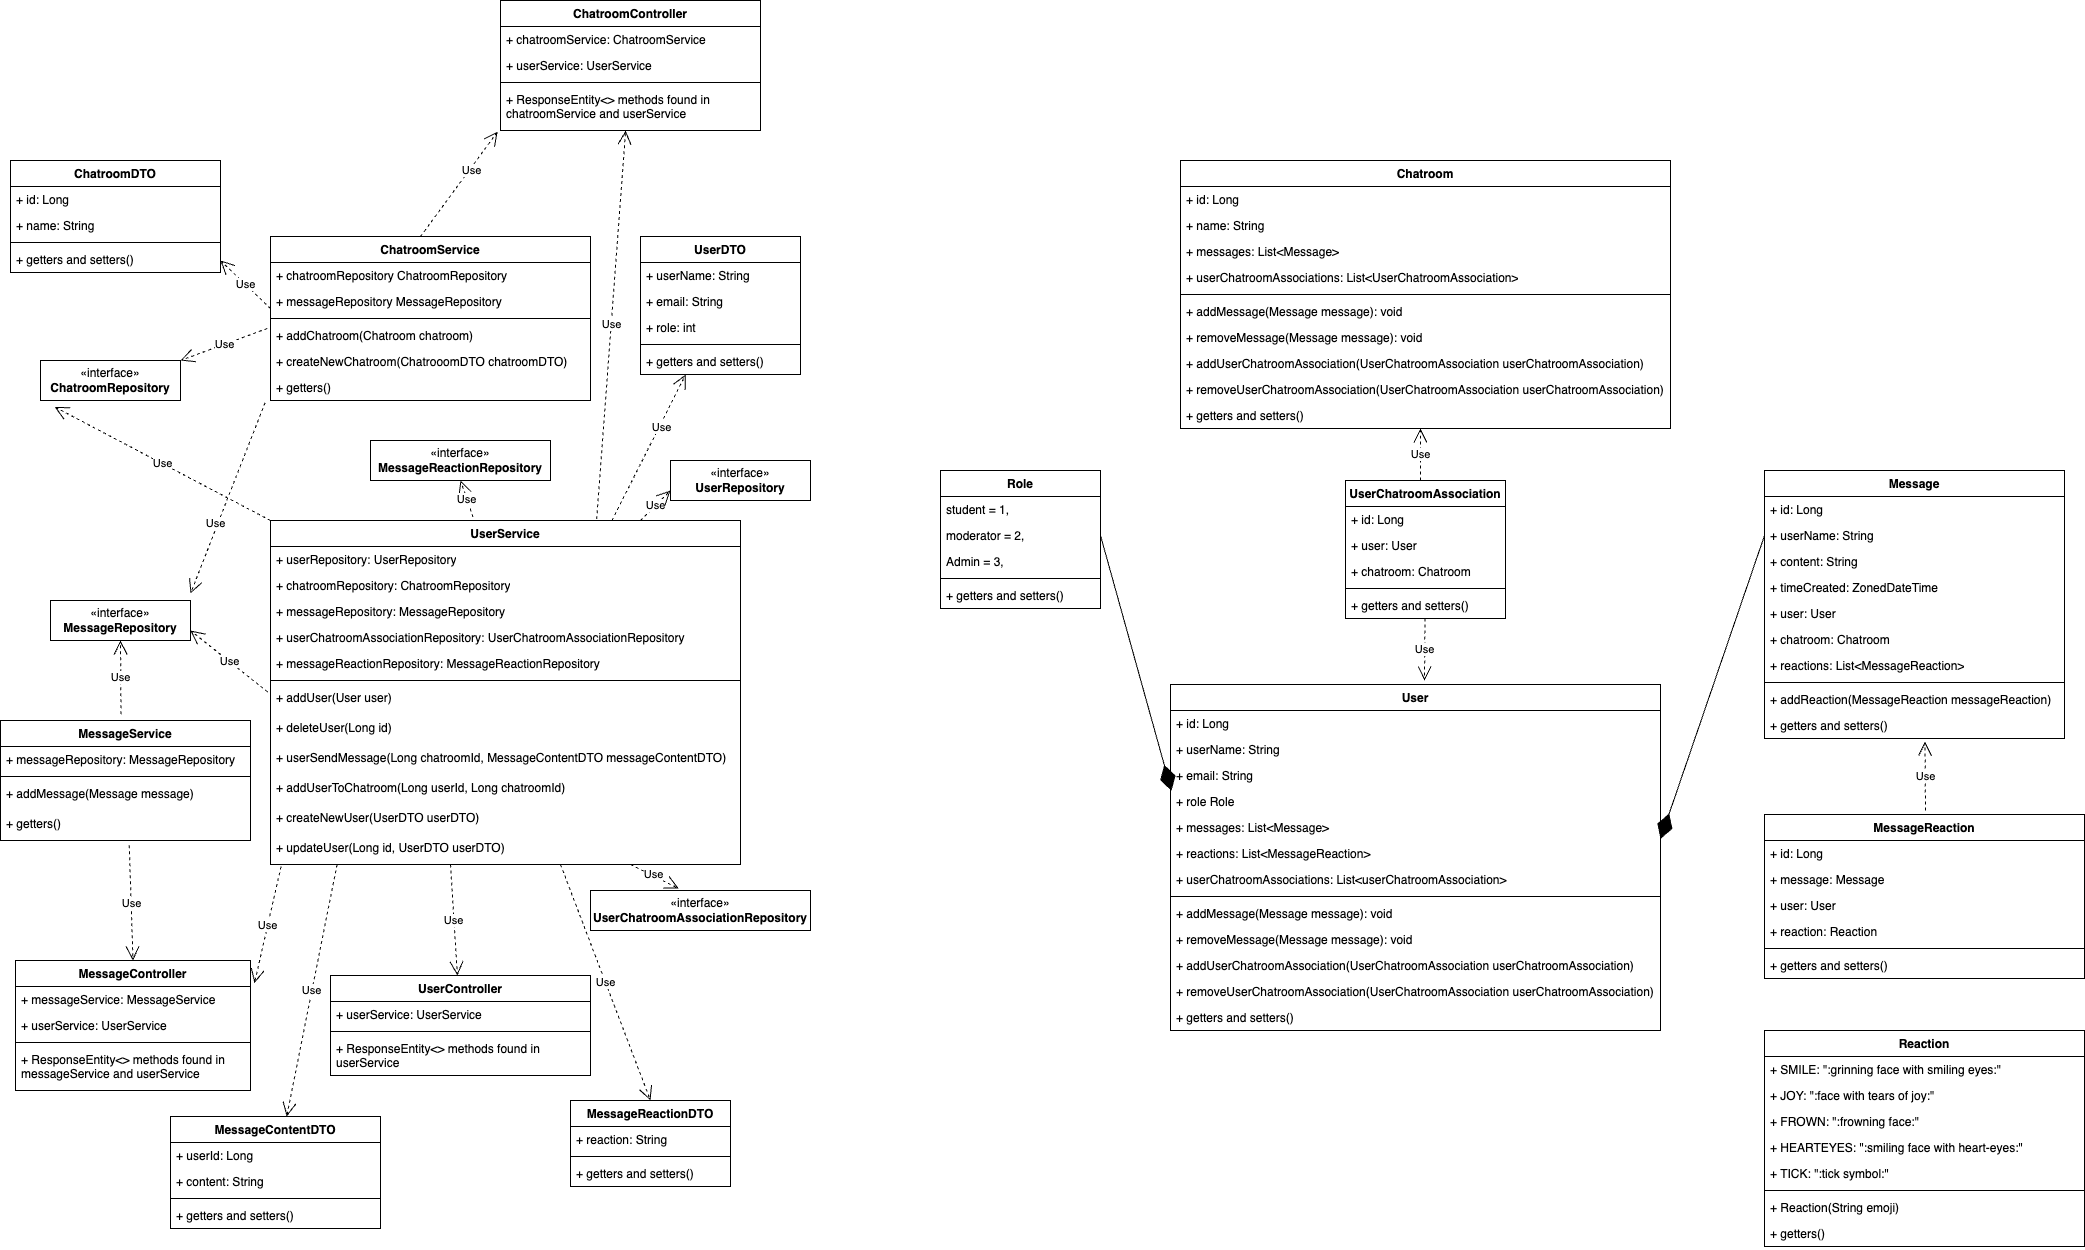 ChatroomController
+ chatroomService: ChatroomService
+ userService: UserService
+ ResponseEntity<> methods found in
chatroomService and userService
Use
ChatroomDTO
+ id: Long
+ name: String
+ getters and setters()
Use
ChatroomService
+ chatroomRepository ChatroomRepository
+ messageRepository MessageRepository
+ addChatroom(Chatroom chatroom)
+ createNewChatroom(ChatrooomDTO chatroomDTO)
+ getters()
Use
UserDTO
+ userName: String
+ email: String
+ role: int
+ getters and setters()
Use
Use
«interface»
ChatroomRepository
Use
«interface»
MessageReactionRepository
Use
«interface»
UserRepository
Use
Use
UserService
+ userRepository: UserRepository
+ chatroomRepository: ChatroomRepository
+ messageRepository: MessageRepository
+ userChatroomAssociationRepository: UserChatroomAssociationRepository
+ messageReactionRepository: MessageReactionRepository
+ addUser(User user)
+ deleteUser(Long id)
+ userSendMessage(Long chatroomId, MessageContentDTO messageContentDTO)
+ addUserToChatroom(Long userId, Long chatroomId)
+ createNewUser(UserDTO userDTO)
+ updateUser(Long id, UserDTO userDTO)
«interface»
MessageRepository
Use
Use
MessageService
+ messageRepository: MessageRepository
+ addMessage(Message message)
+ getters()
Use
Use
Use
Use
Use
Use
«interface»
UserChatroomAssociationRepository
MessageController
+ messageService: MessageService
+ userService: UserService
+ ResponseEntity<> methods found in
messageService and userService
UserController
+ userService: UserService
+ ResponseEntity<> methods found in
userService
MessageContentDTO
+ userId: Long
+ content: String
+ getters and setters()
MessageReactionDTO
+ reaction: String
+ getters and setters()
Chatroom
+ id: Long
+ name: String
+ messages: List<Message>
+ userChatroomAssociations: List<UserChatroomAssociation>
+ addMessage(Message message): void
+ removeMessage(Message message): void
+ addUserChatroomAssociation(UserChatroomAssociation userChatroomAssociation)
+ removeUserChatroomAssociation(UserChatroomAssociation userChatroomAssociation)
+ getters and setters()
Use
Role
student = 1,
moderator = 2,
Admin = 3,
+ getters and setters()
UserChatroomAssociation
+ id: Long
+ user: User
+ chatroom: Chatroom
+ getters and setters()
Use
Message
+ id: Long
+ userName: String
+ content: String
+ timeCreated: ZonedDateTime
+ user: User
+ chatroom: Chatroom
+ reactions: List<MessageReaction>
+ addReaction(MessageReaction messageReaction)
+ getters and setters()
Use
User
+ id: Long
+ userName: String
+ email: String
+ role Role
+ messages: List<Message>
+ reactions: List<MessageReaction>
+ userChatroomAssociations: List<userChatroomAssociation>
+ addMessage(Message message): void
+ removeMessage(Message message): void
+ addUserChatroomAssociation(UserChatroomAssociation userChatroomAssociation)
+ removeUserChatroomAssociation(UserChatroomAssociation userChatroomAssociation)
+ getters and setters()
MessageReaction
+ id: Long
+ message: Message
+ user: User
+ reaction: Reaction
+ getters and setters()
Reaction
+ SMILE: ":grinning face with smiling eyes:"
+ JOY: ":face with tears of joy:"
+ FROWN: ":frowning face:"
+ HEARTEYES: ":smiling face with heart-eyes:"
+ TICK: ":tick symbol:"
+ Reaction(String emoji)
+ getters()